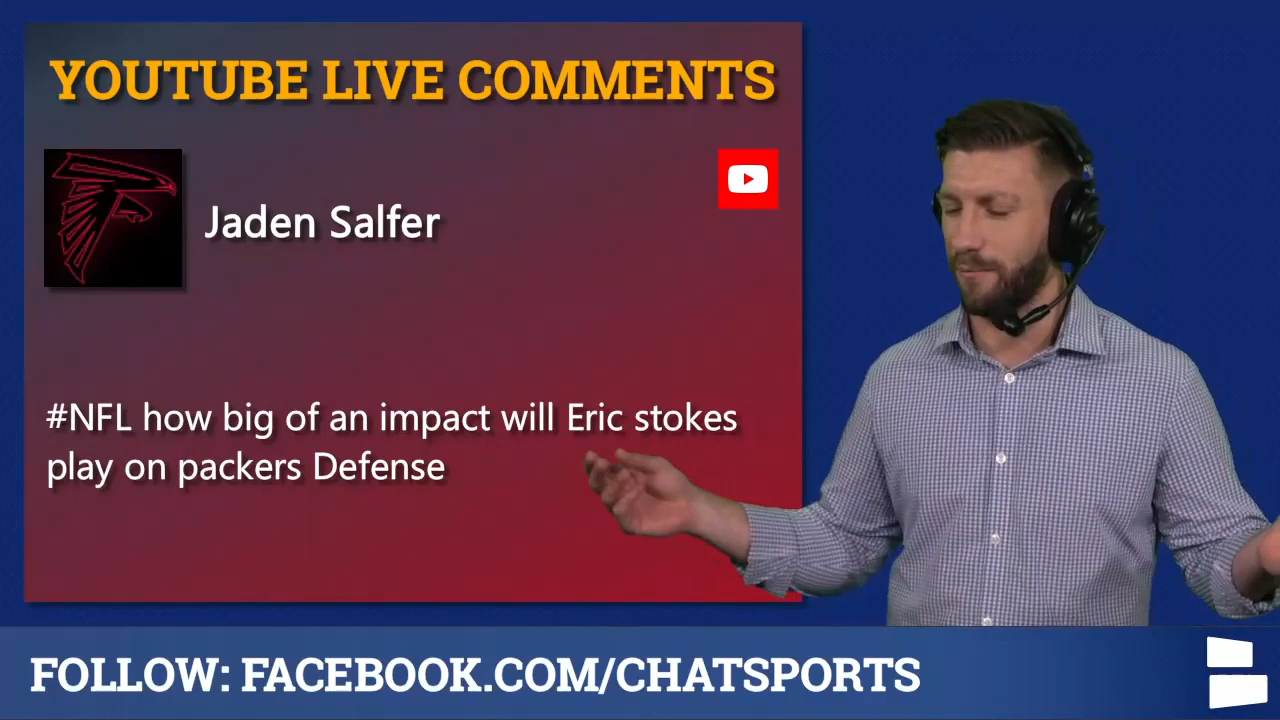 YOUTUBE LIVE COMMENTS
Jaden Salfer
#NFL how big of an impact will Eric stokes
play on packers Defense
FOLLOW: FACEBOOK.COM/CHATSPORTS